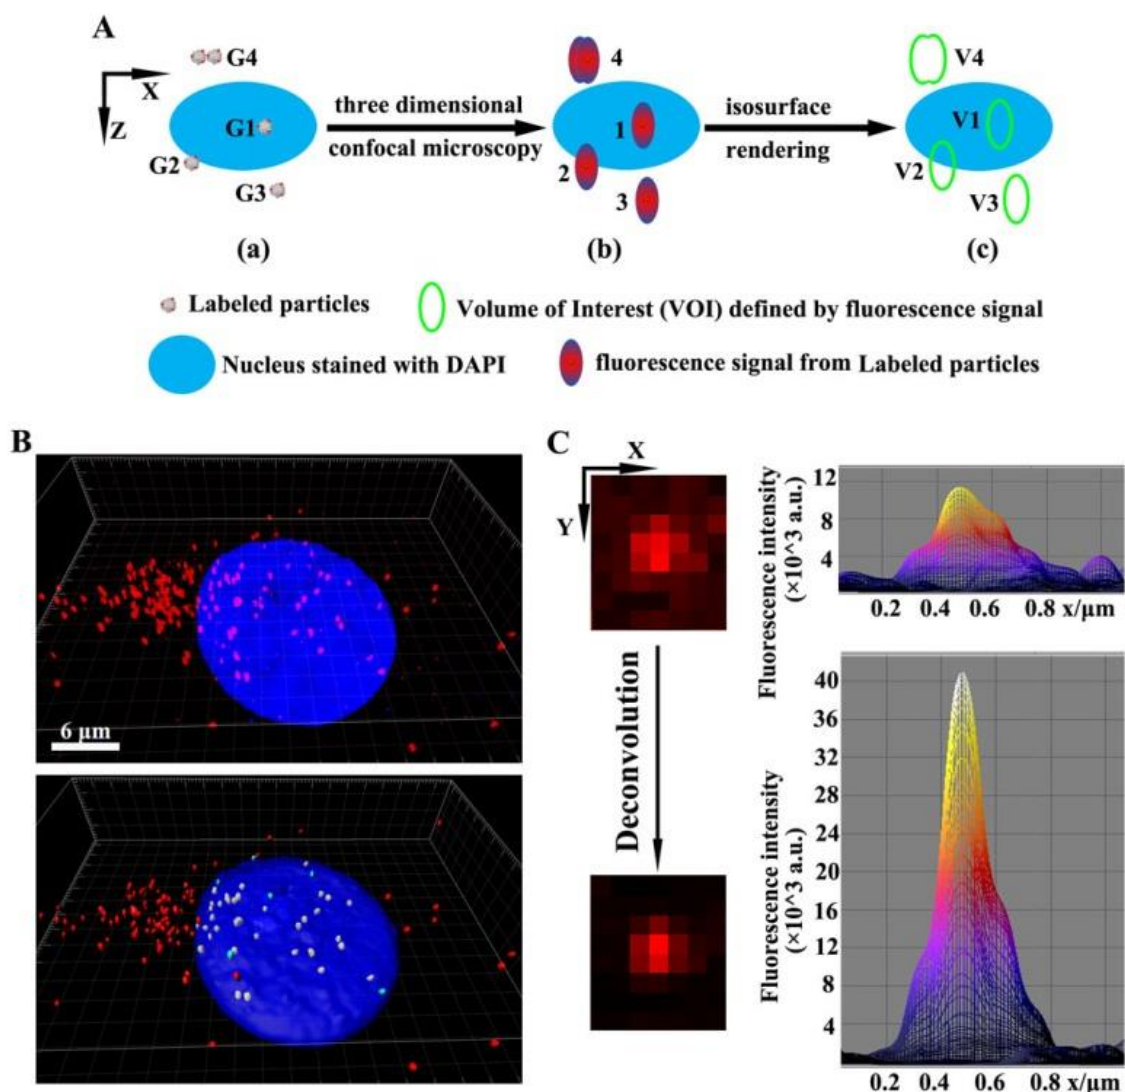 A
X
Z
G4
G1
G2
G3
(a)
three dimensional
confocal microscopy
4
1
2
3
(b)
isosurface
rendering
V4
V1
V2
V3
(c)
Labeled particles
Volume of Interest (VOI) defined by fluorescence signal
Nucleus stained with DAPI
fluorescence signal from Labeled particles
B
6 μm
C
X
Y
Deconvolution
Fluorescence intensity
(×10^3 a.u.)
12
8
4
0.2 0.4 0.6 0.8 x/μm
Fluorescence intensity
(×10^3 a.u.)
40
36
32
28
24
20
16
12
8
4
0.2 0.4 0.6 0.8 x/μm